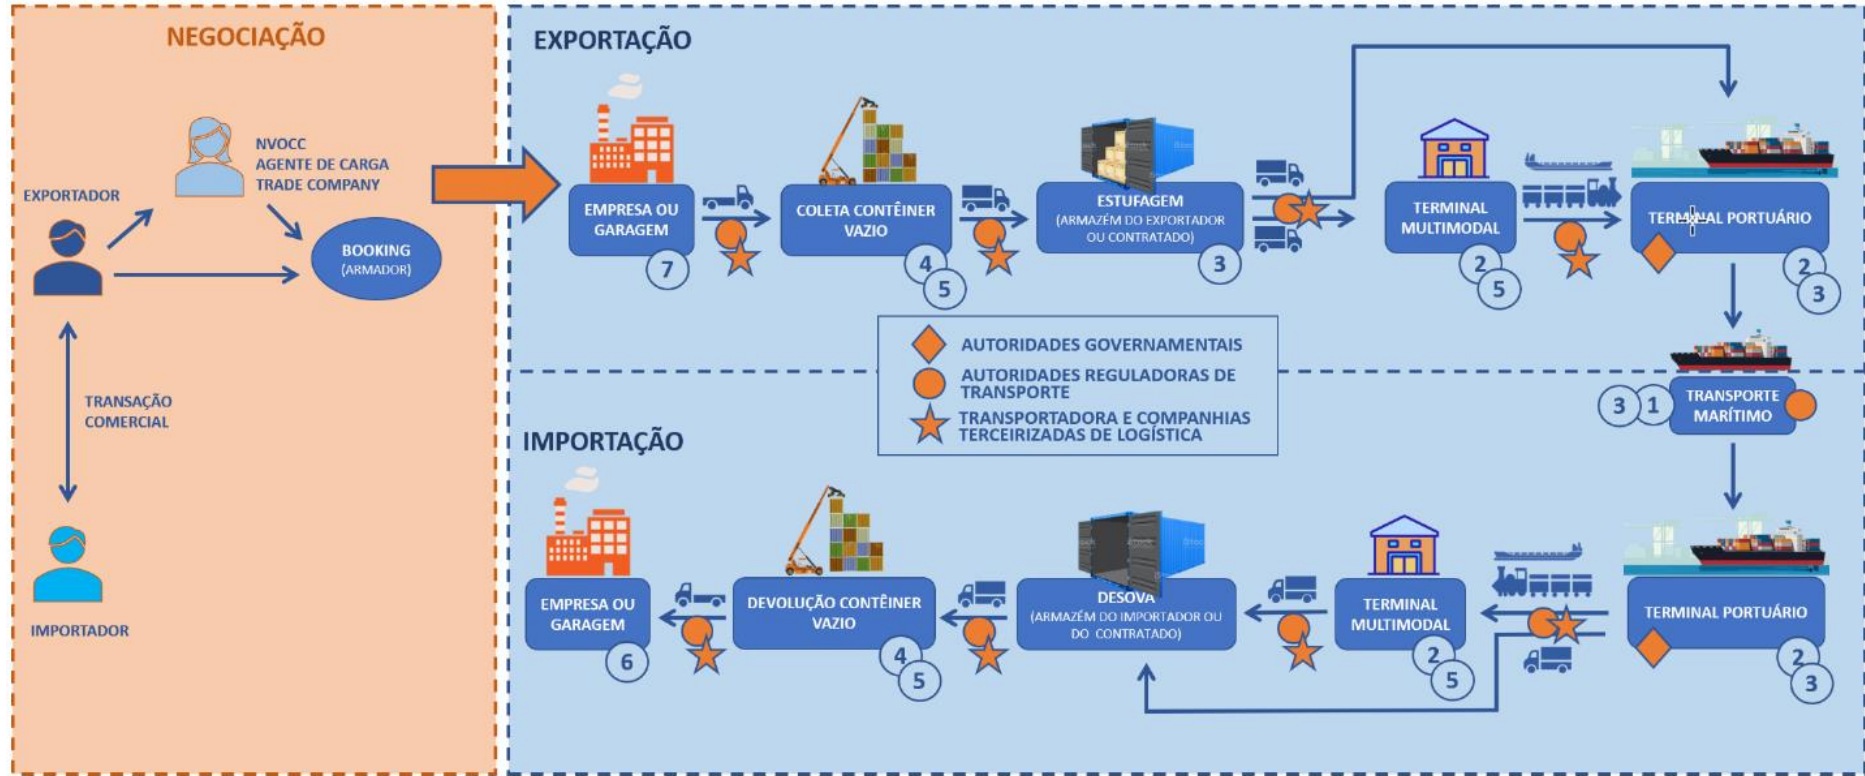 NEGOCIAÇÃO
NVOCC
AGENTE DE CARGA
TRADE COMPANY
EXPORTADOR
BOOKING
(ARMADOR)
TRANSAÇÃO
COMERCIAL
IMPORTADOR
EXPORTAÇÃO
EMPRESA OU
GARAGEM
7
COLETA CONTÊINER
VAZIO
4
5
ESTUFAGEM
(ARMAZÉM DO EXPORTADOR
OU CONTRATADO)
3
TERMINAL
MULTIMODAL
2
5
TERMINAL PORTUÁRIO
2
3
AUTORIDADES GOVERNAMENTAIS
AUTORIDADES REGULADORAS DE
TRANSPORTE
TRANSPORTADORA E COMPANHIAS
TERCEIRIZADAS DE LOGÍSTICA
3
1
TRANSPORTE
MARÍTIMO
IMPORTAÇÃO
EMPRESA OU
GARAGEM
6
DEVOLUÇÃO CONTÊINER
VAZIO
4
5
DESOVA
(ARMAZÉM DO IMPORTADOR OU
DO CONTRATADO)
TERMINAL
MULTIMODAL
2
5
TERMINAL PORTUÁRIO
2
3